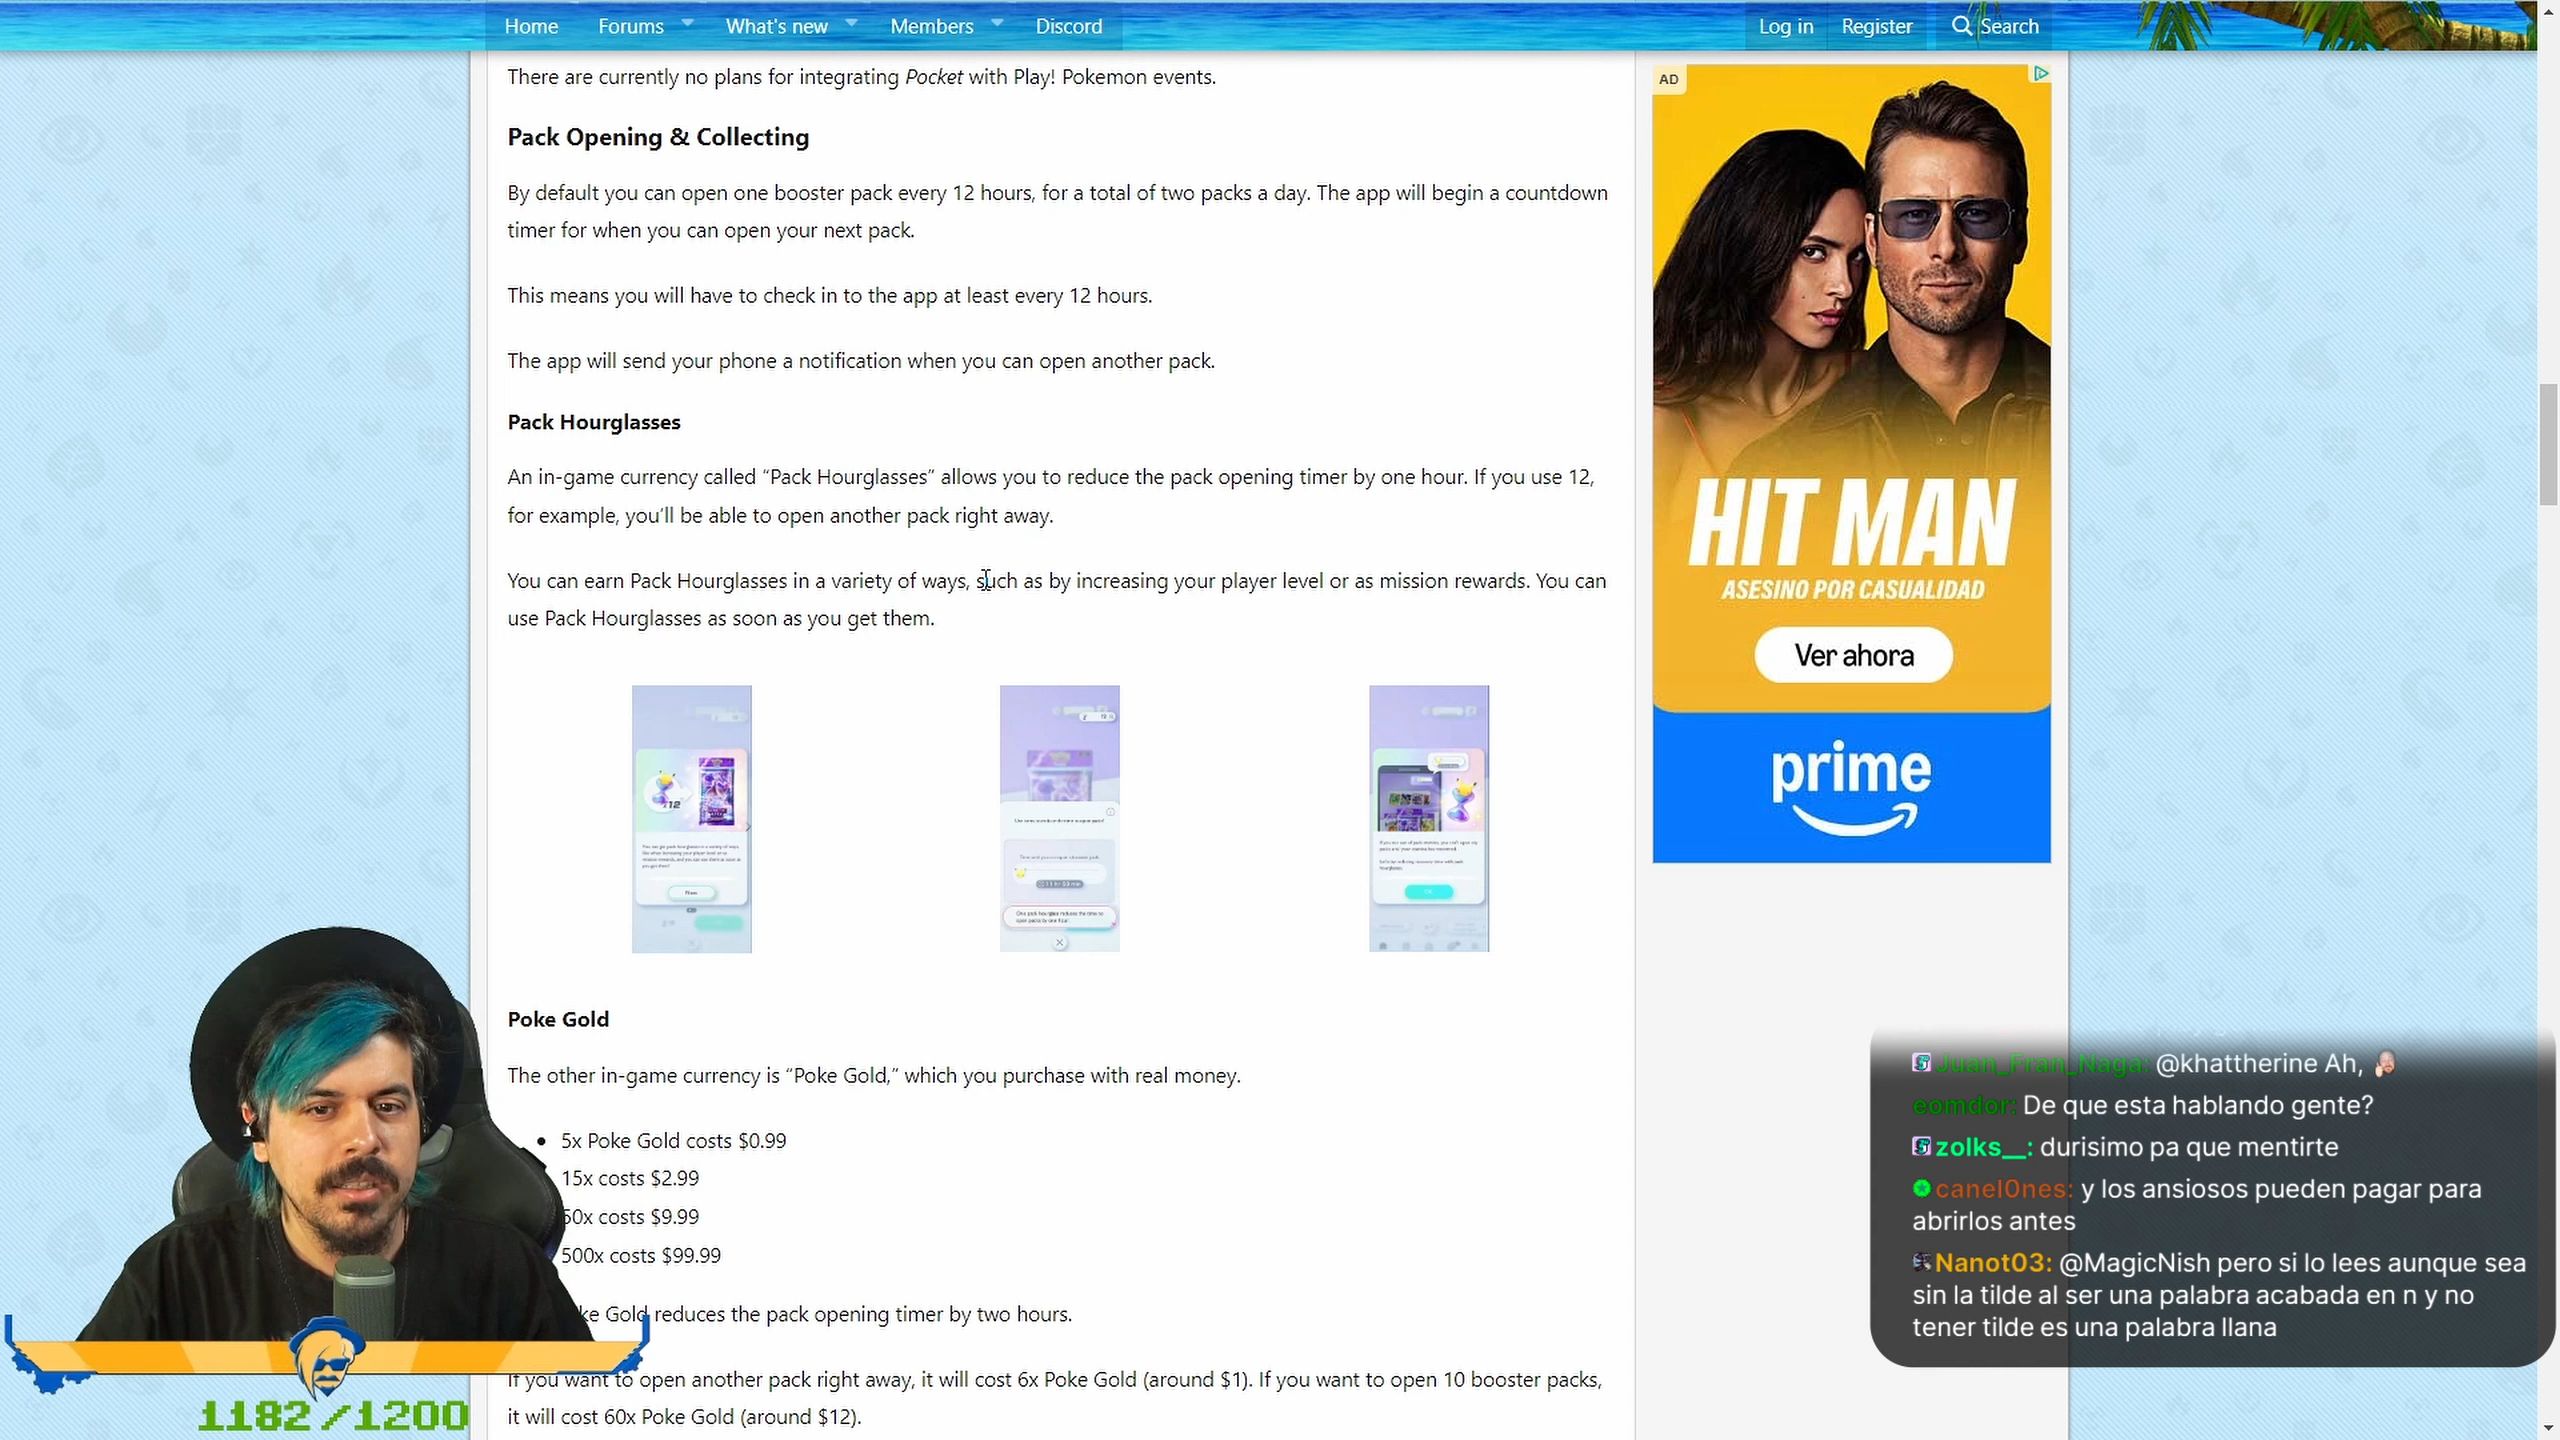 Home Forums What's new Members Discord Log in Register Search
There are currently no plans for integrating Pocket with Play! Pokemon events.
Pack Opening & Collecting
By default you can open one booster pack every 12 hours, for a total of two packs a day. The app will begin a countdown
timer for when you can open your next pack.
This means you will have to check in to the app at least every 12 hours.
The app will send your phone a notification when you can open another pack.
Pack Hourglasses
An in-game currency called “Pack Hourglasses” allows you to reduce the pack opening timer by one hour. If you use 12,
for example, you’ll be able to open another pack right away.
You can earn Pack Hourglasses in a variety of ways, such as by increasing your player level or as mission rewards. You can
use Pack Hourglasses as soon as you get them.
Poke Gold
The other in-game currency is “Poke Gold,” which you purchase with real money.
5x Poke Gold costs $0.99
15x costs $2.99
50x costs $9.99
500x costs $99.99
Gold reduces the pack opening timer by two hours.
If you want to open another pack right away, it will cost 6x Poke Gold (around $1). If you want to open 10 booster packs,
it will cost 60x Poke Gold (around $12).
AD
HIT MAN
ASESINO POR CASUALIDAD
Ver ahora
prime
Juan_Fran_Naga: @khattherine Ah,
eomdor: De que esta hablando gente?
zolks__: durisimo pa que mentirte
canel0nes: y los ansiosos pueden pagar para
abrirlos antes
Nanot03: @MagicNish pero si lo lees aunque sea
sin la tilde al ser una palabra acabada en n y no
tener tilde es una palabra llana
1182/1200